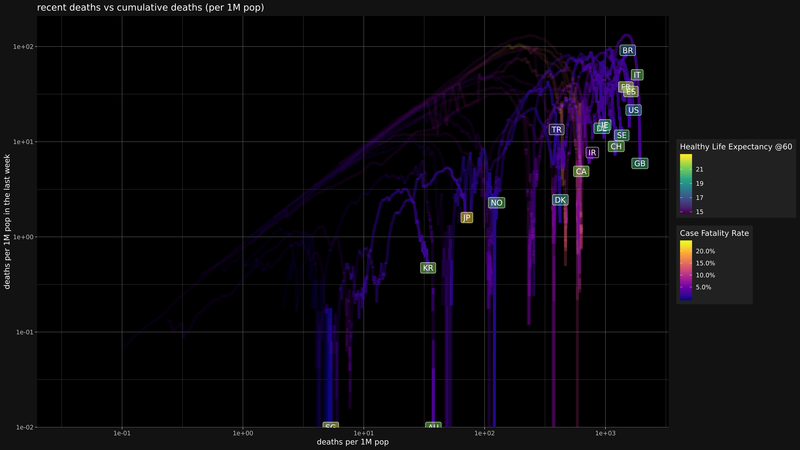 recent deaths vs cumulative deaths (per 1M pop)
deaths per 1M pop in the last week
1e+02
1e+01
1e+00
1e-01
1e-02
1e-01
1e+00
1e+01
1e+02
1e+03
deaths per 1M pop
BR
IT
ES
US
TR
IE
SE
IR
CH
GB
CA
NO
DK
JP
KR
SG
AU
Healthy Life Expectancy @60
21
19
17
15
Case Fatality Rate
20.0%
15.0%
10.0%
5.0%